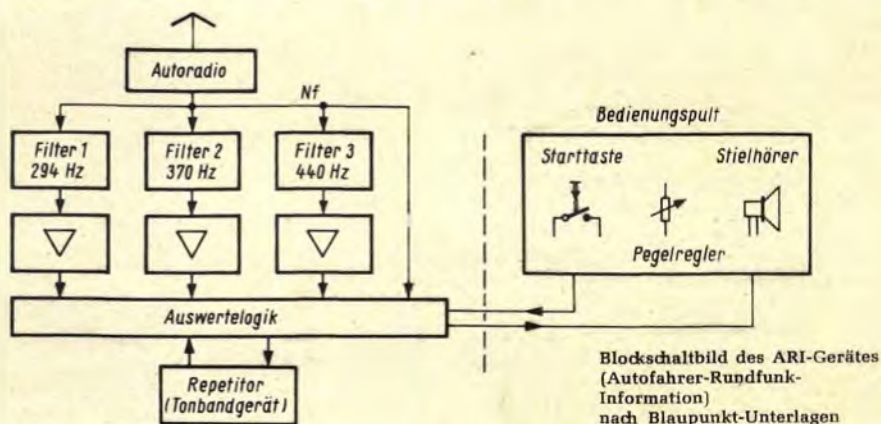 Autoradio
Nf
Filter 1
294 Hz
Filter 2
370 Hz
Filter 3
440 Hz
Auswertelogik
Repetitor
(Tonbandgerät)
Bedienungspult
Starttaste
Stielhörer
Pegelregler
Blockschaltbild des ARI-Gerätes
(Autofahrer-Rundfunk-
Information)
nach Blaupunkt-Unterlagen